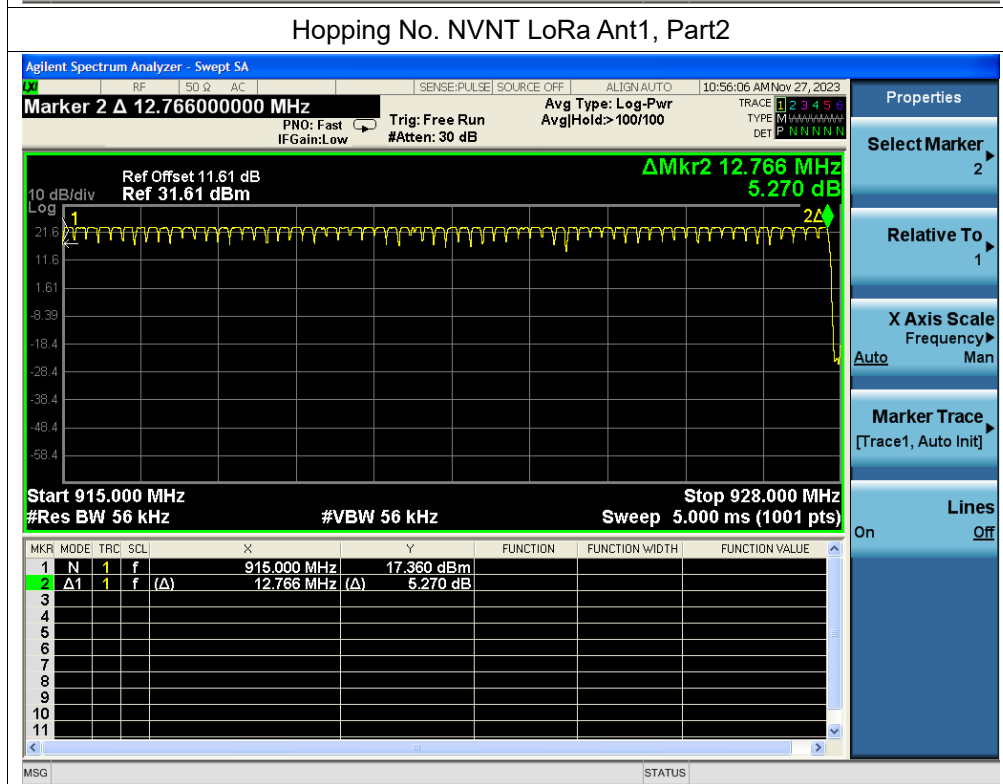 Hopping No. NVNT LoRa Ant1, Part2
Agilent Spectrum Analyzer - Swept SA
LXI RF 50 Ω AC SENSE:PULSE SOURCE OFF ALIGN AUTO 10:56:06 AM Nov 27, 2023
Marker 2 Δ 12.766000000 MHz
PNO: Fast
IFGain:Low
Trig: Free Run
#Atten: 30 dB
Avg Type: Log-Pwr
Avg|Hold:> 100/100
TRACE 1 2 3 4 5 6
TYPE M WWWWW
DET P N N N N N
ΔMkr2 12.766 MHz
5.270 dB
Ref Offset 11.61 dB
10 dB/div Ref 31.61 dBm
Log
1
2Δ
21.6
11.6
1.61
-8.39
-18.4
-28.4
-38.4
-48.4
-58.4
Start 915.000 MHz Stop 928.000 MHz
#Res BW 56 kHz #VBW 56 kHz Sweep 5.000 ms (1001 pts)
MKR MODE TRC SCL X Y FUNCTION FUNCTION WIDTH FUNCTION VALUE
1 N 1 f 915.000 MHz 17.360 dBm
2 Δ1 1 f (Δ) 12.766 MHz (Δ) 5.270 dB
3
4
5
6
7
8
9
10
11
MSG STATUS
Properties
Select Marker
2
Relative To
1
X Axis Scale
Frequency
Auto Man
Marker Trace
[Trace1, Auto Init]
Lines
On Off